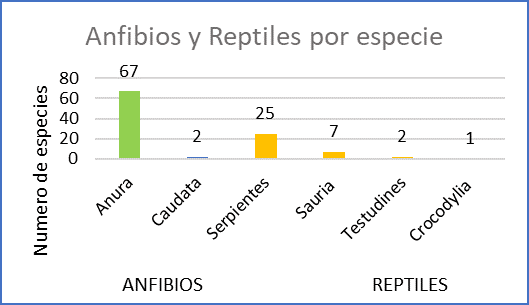 Anfibios y Reptiles por especie
Numero de especies
80
60
40
20
0
67
2
25
7
2
1
Anura
Caudata
Serpientes
Sauria
Testudines
Crocodylia
ANFIBIOS
REPTILES